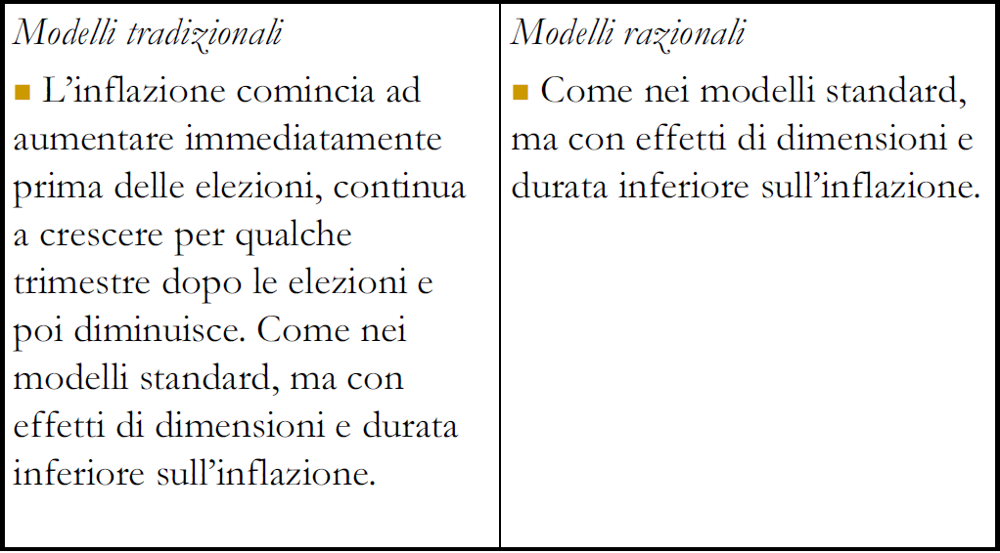 Modelli tradizionali
■ L’inflazione comincia ad
aumentare immediatamente
prima delle elezioni, continua
a crescere per qualche
trimestre dopo le elezioni e
poi diminuisce. Come nei
modelli standard, ma con
effetti di dimensioni e durata
inferiore sull’inflazione.
Modelli razionali
■ Come nei modelli standard,
ma con effetti di dimensioni e
durata inferiore sull’inflazione.